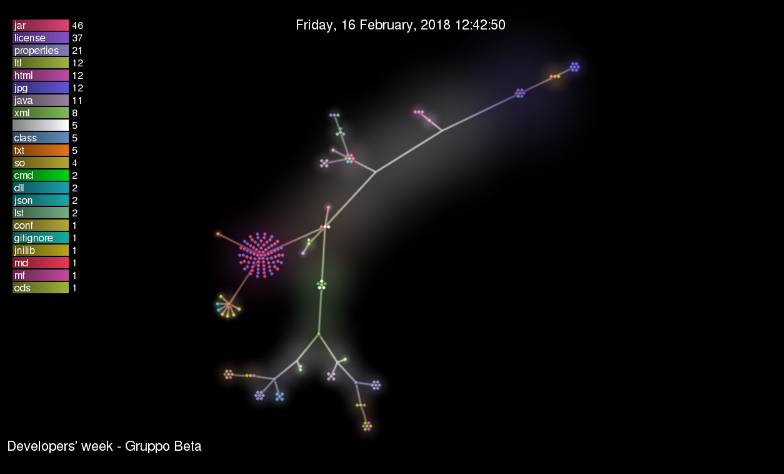 Friday, 16 February, 2018 12:42:50
jar 46
license 37
properties 21
ftl 12
html 12
jpg 12
java 11
xml 8
5
class 5
txt 5
so 4
cmd 2
dll 2
json 2
lst 2
conf 1
gitignore 1
jnilib 1
md 1
mf 1
ods 1
Developers' week - Gruppo Beta